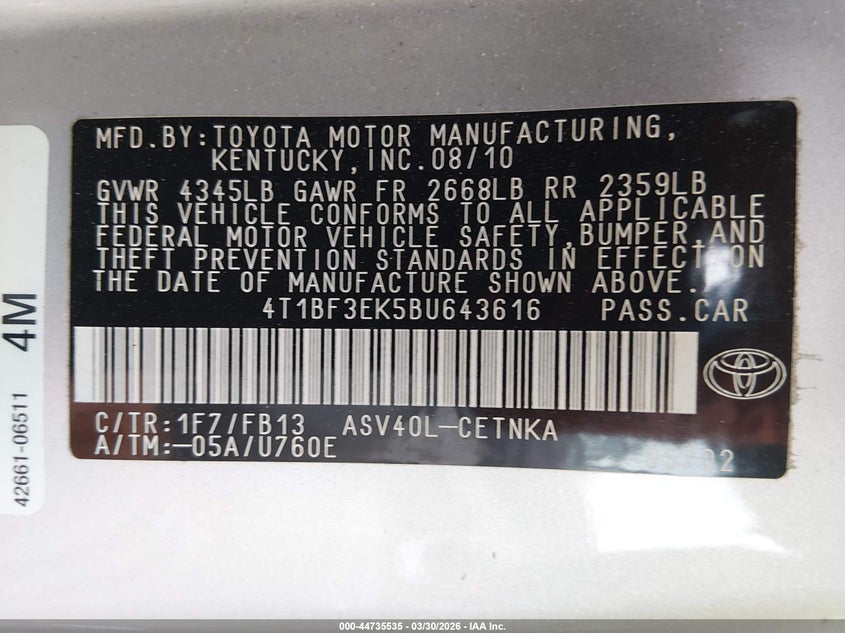 MFD.BY:TOYOTA MOTOR MANUFACTURING,
KENTUCKY,INC.08/10
GVWR 4345LB GAWR FR 2668LB RR 2359LB
THIS VEHICLE CONFORMS TO ALL APPLICABLE
FEDERAL MOTOR VEHICLE SAFETY,BUMPER,AND
THEFT PREVENTION STANDARDS IN EFFECT ON
THE DATE OF MANUFACTURE SHOWN ABOVE.
4T1BF3EK5BU643616 PASS.CAR
C/TR:1F7/FB13 ASV40L-CETNKA
A/TM:-05A/U760E
4M
42661-06511
000-44735535 - 03/30/2026 - IAA Inc.